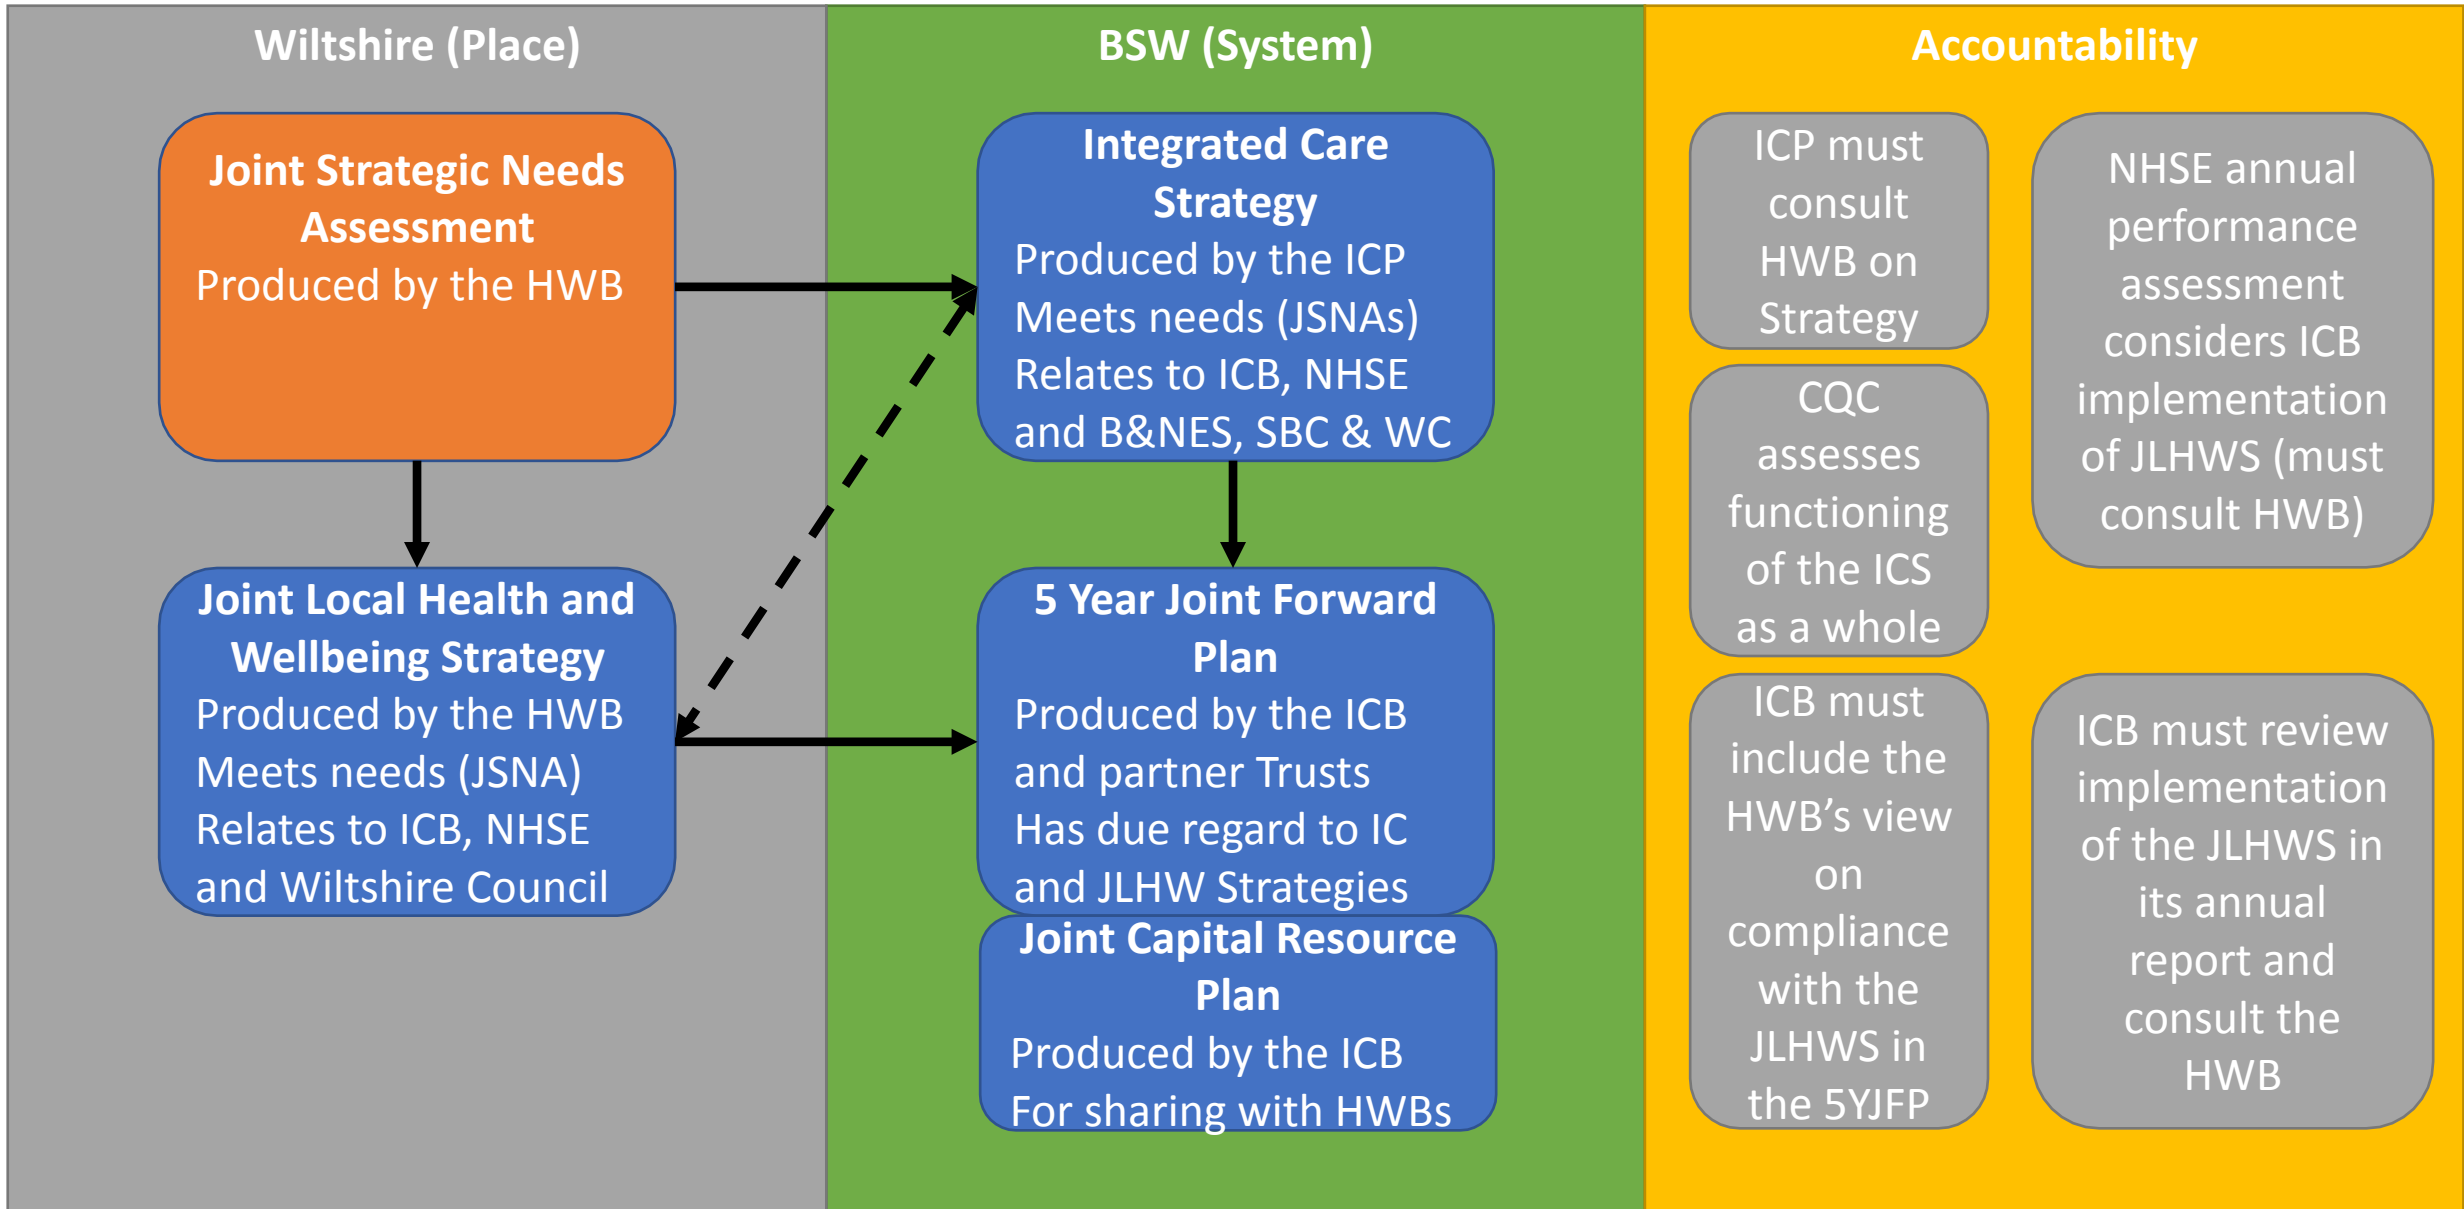 Wiltshire (Place)
Joint Strategic Needs
Assessment
Produced by the HWB
Joint Local Health and
Wellbeing Strategy
Produced by the HWB
Meets needs (JSNA)
Relates to ICB, NHSE
and Wiltshire Council
BSW (System)
Integrated Care
Strategy
Produced by the ICP
Meets needs (JSNAs)
Relates to ICB, NHSE
and B&NES, SBC & WC
5 Year Joint Forward
Plan
Produced by the ICB
and partner Trusts
Has due regard to IC
and JLHW Strategies
Joint Capital Resource
Plan
Produced by the ICB
For sharing with HWBs
Accountability
ICP must
consult
HWB on
Strategy
CQC
assesses
functioning
of the ICS
as a whole
ICB must
include the
HWB’s view
on
compliance
with the
JLHWS in
the 5YJFP
NHSE annual
performance
assessment
considers ICB
implementation
of JLHWS (must
consult HWB)
ICB must review
implementation
of the JLHWS in
its annual
report and
consult the
HWB